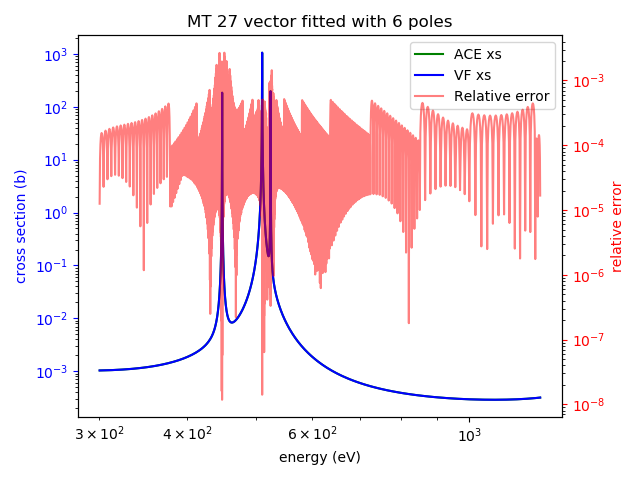 MT 27 vector fitted with 6 poles
ACE xs
VF xs
Relative error
cross section (b)
10³
10²
10¹
10⁰
10⁻¹
10⁻²
10⁻³
relative error
10⁻³
10⁻⁴
10⁻⁵
10⁻⁶
10⁻⁷
10⁻⁸
3 × 10² 4 × 10² 6 × 10² 10³
energy (eV)